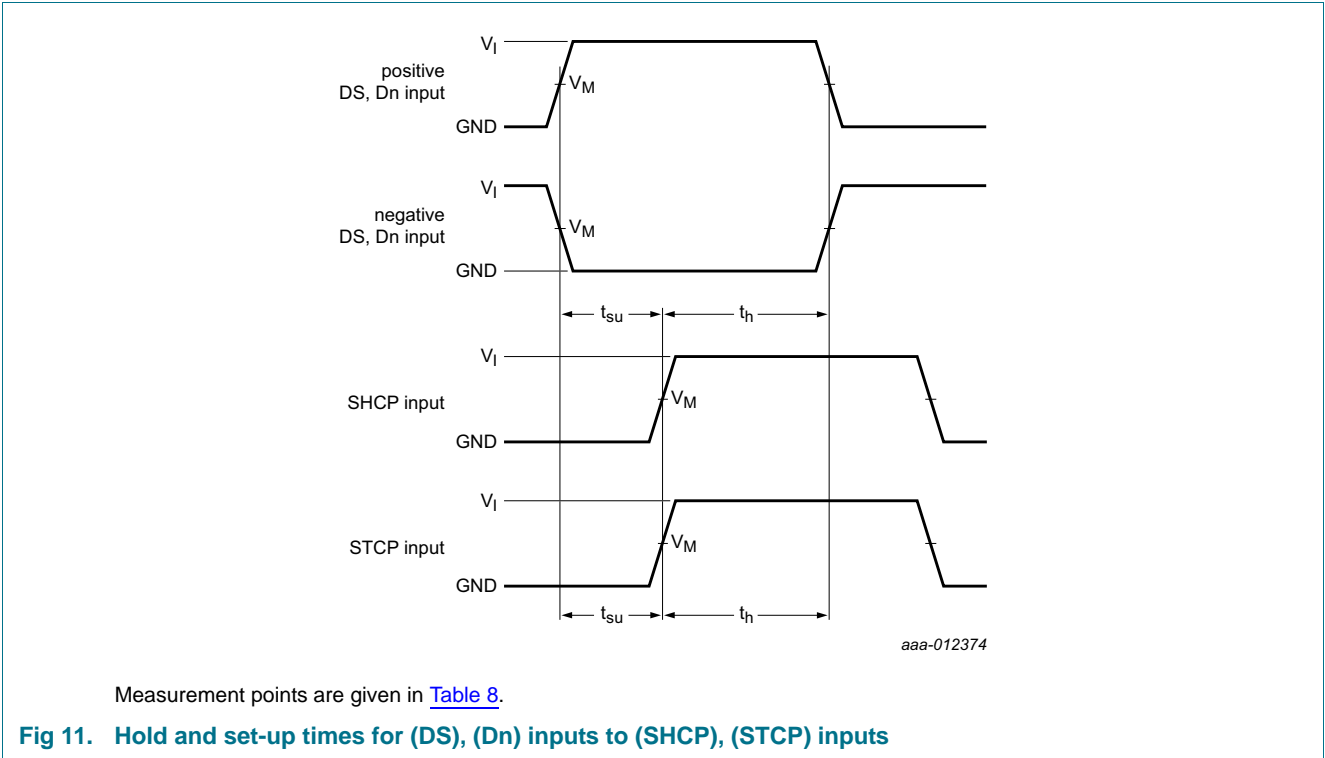 V_I
positive
DS, Dn input
V_M
GND
V_I
negative
DS, Dn input
V_M
GND
t_su t_h
V_I
SHCP input
V_M
GND
V_I
STCP input
V_M
GND
t_su t_h
aaa-012374
Measurement points are given in Table 8.
Fig 11. Hold and set-up times for (DS), (Dn) inputs to (SHCP), (STCP) inputs